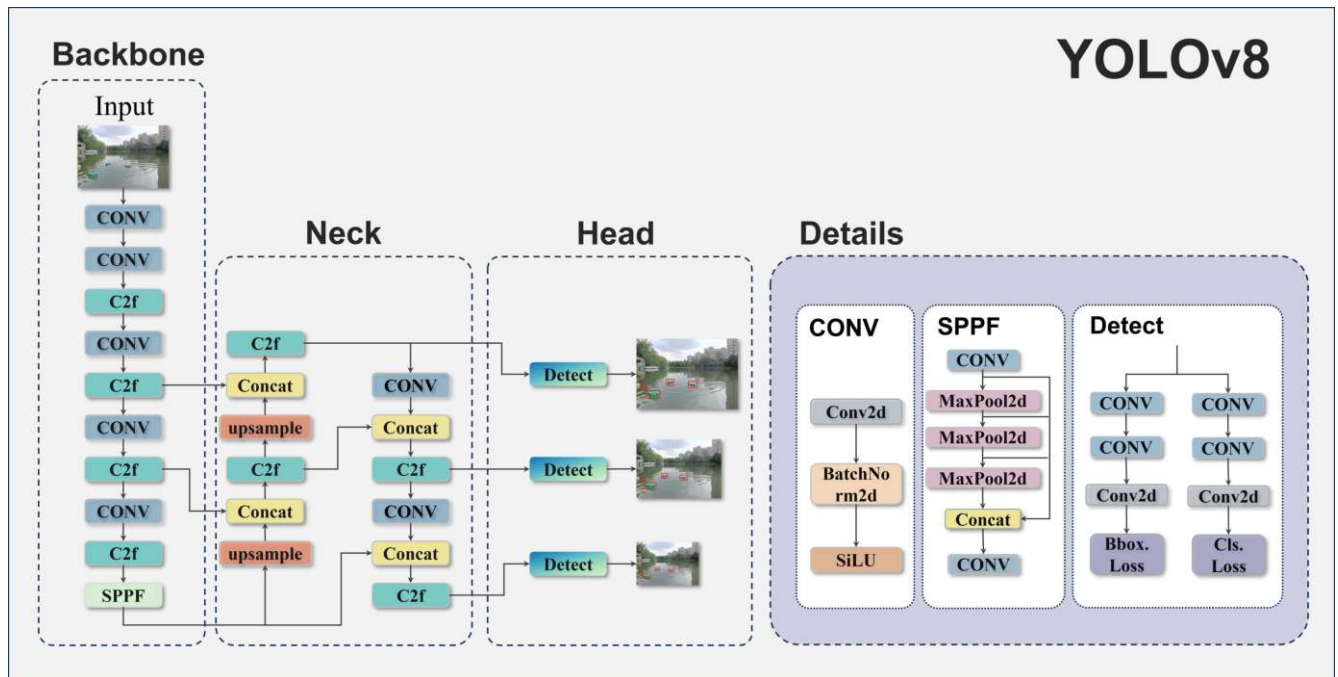 YOLOv8
Backbone
Input
CONV
CONV
C2f
CONV
C2f
CONV
C2f
CONV
C2f
SPPF
Neck
C2f
Concat
upsample
C2f
Concat
upsample
CONV
Concat
C2f
CONV
Concat
C2f
Head
Detect
Detect
Detect
Details
CONV
Conv2d
BatchNo
rm2d
SiLU
SPPF
CONV
MaxPool2d
MaxPool2d
MaxPool2d
Concat
CONV
Detect
CONV
CONV
Conv2d
Bbox.
Loss
CONV
CONV
Conv2d
Cls.
Loss